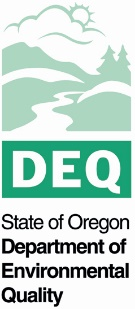 DEQ
State of Oregon
Department of
Environmental
Quality